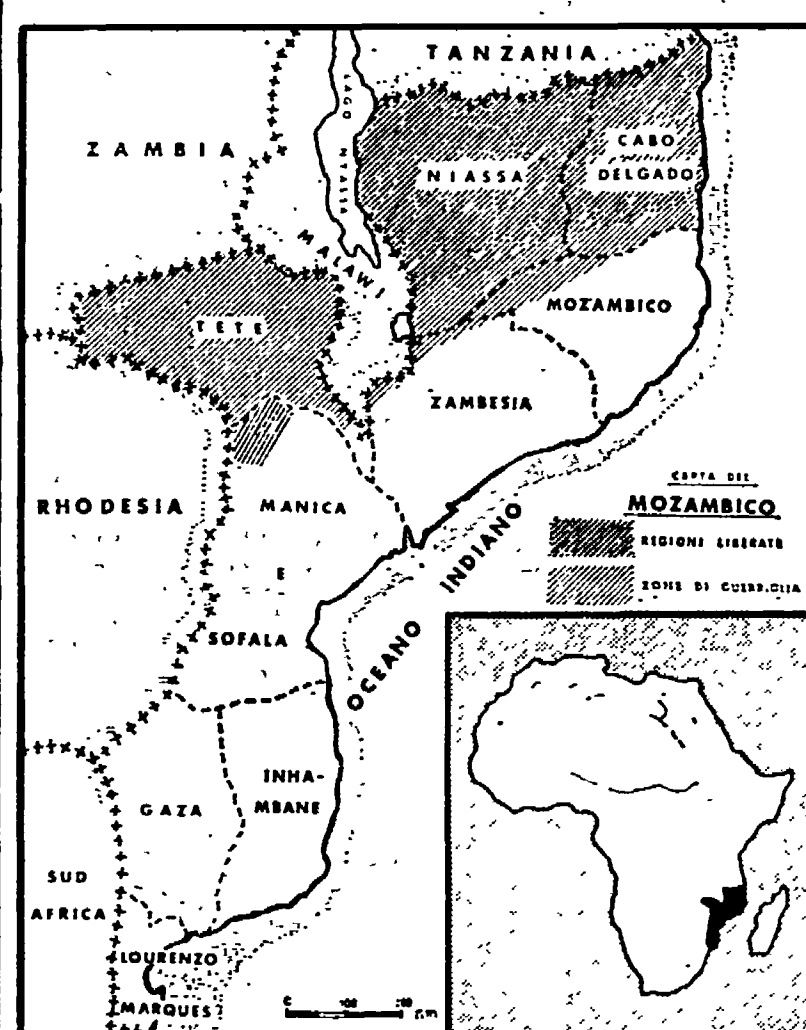 TANZANIA
ZAMBIA
LAGO NIASSA
NIASSA
CABO
DELGADO
MALAWI
TETE
MOZAMBICO
ZAMBESIA
RHODESIA
MANICA
E
SOFALA
OCEANO INDIANO
CARTA DEL
MOZAMBICO
REGIONI LIBERATE
ZONE DI GUERRIGLIA
INHA-
MBANE
GAZA
SUD
AFRICA
LOURENZO
MARQUES